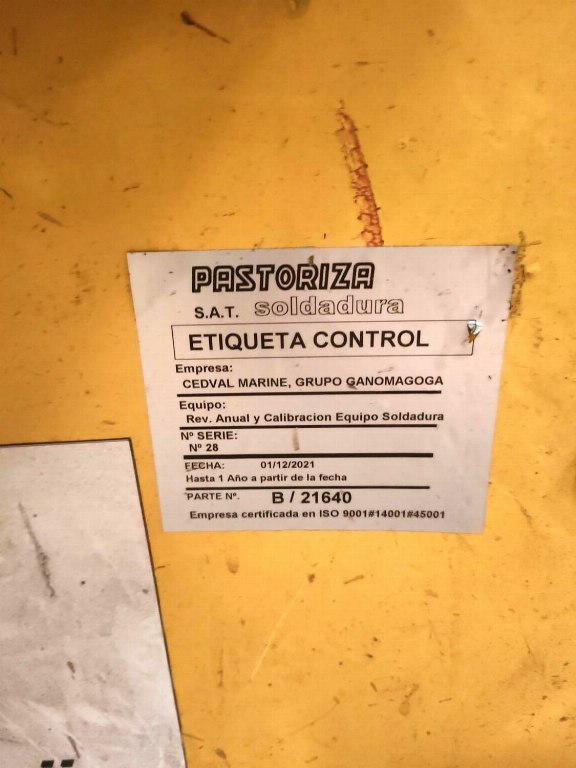 PASTORIZA
S.A.T. soldadura
ETIQUETA CONTROL
Empresa:
CEDVAL MARINE, GRUPO GANOMAGOGA
Equipo:
Rev. Anual y Calibracion Equipo Soldadura
Nº SERIE:
Nº 28
FECHA: 01/12/2021
Hasta 1 Año a partir de la fecha
PARTE Nº. B / 21640
Empresa certificada en ISO 9001#14001#45001